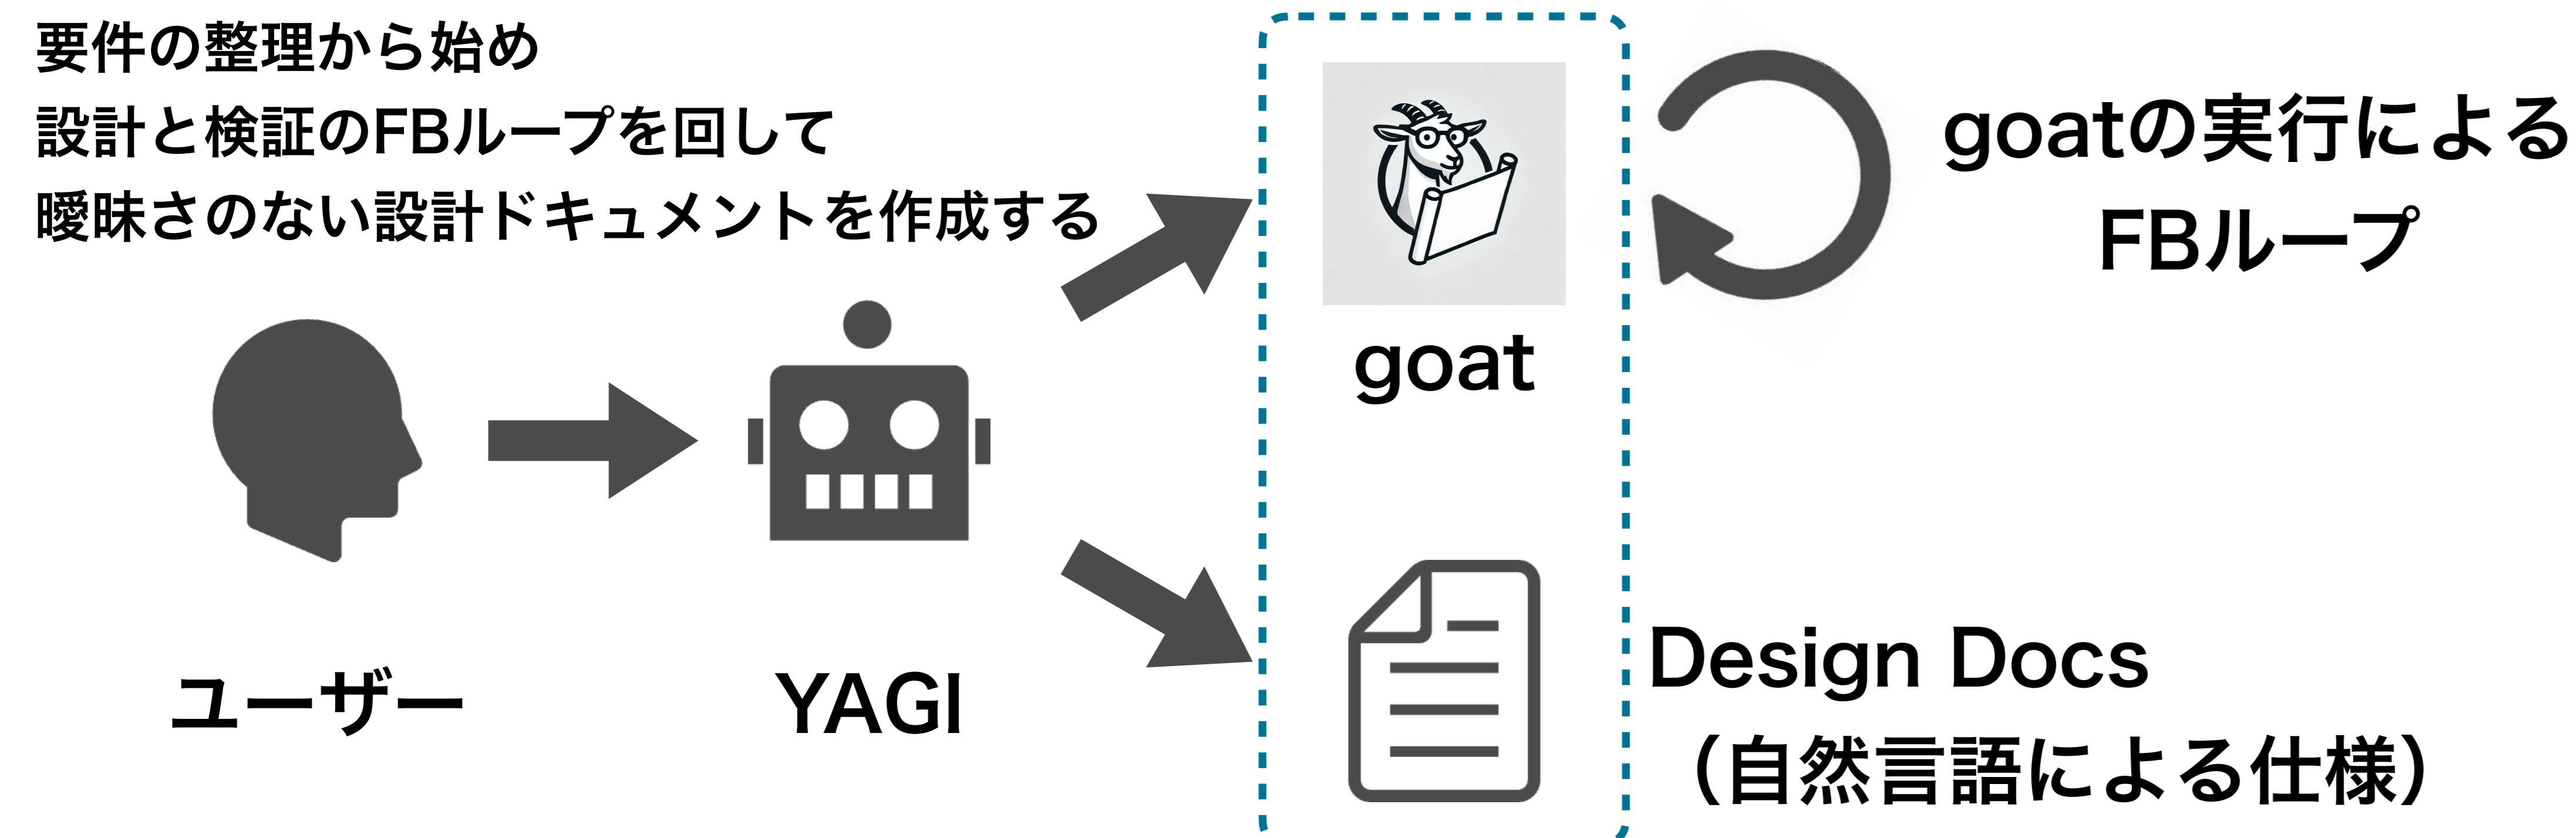 要件の整理から始め
設計と検証のFBループを回して
曖昧さのない設計ドキュメントを作成する
goatの実行による
FBループ
goat
ユーザー
YAGI
Design Docs
（自然言語による仕様）